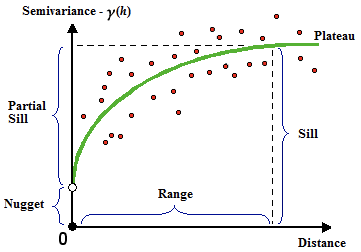 Semivariance - γ(h)
Plateau
Partial
Sill
Sill
Nugget
Range
0
Distance